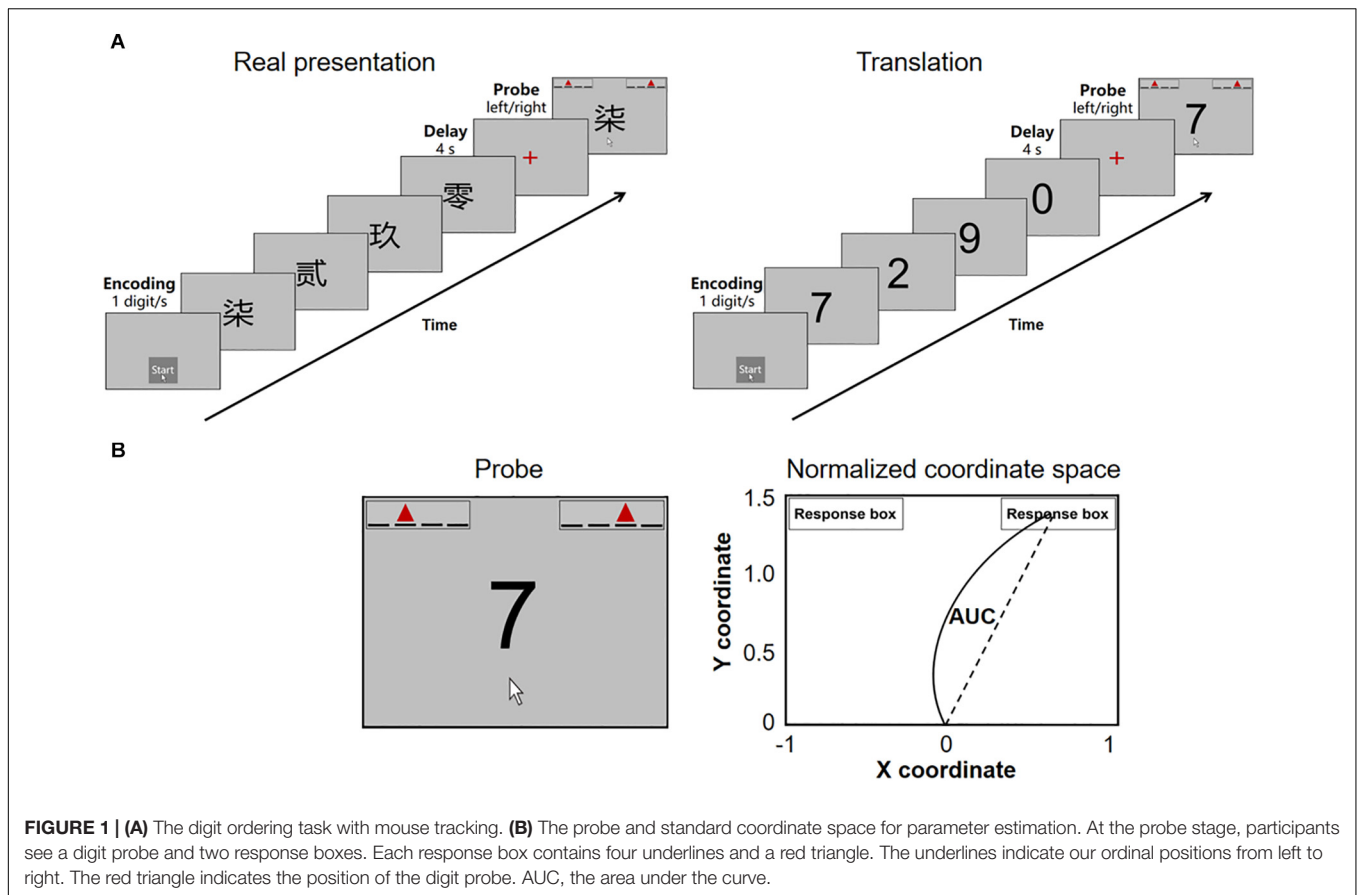 A
Real presentation
Probe
left/right
柒
Delay
4 s
+
零
玖
贰
Encoding
1 digit/s
柒
Start
Time
Translation
Probe
left/right
7
Delay
4 s
+
0
9
2
Encoding
1 digit/s
7
Start
Time
B
Probe
7
Normalized coordinate space
1.5
1.0
0.5
0
Y coordinate
Response box
Response box
AUC
-1
0
1
X coordinate
FIGURE 1 | (A) The digit ordering task with mouse tracking. (B) The probe and standard coordinate space for parameter estimation. At the probe stage, participants
see a digit probe and two response boxes. Each response box contains four underlines and a red triangle. The underlines indicate our ordinal positions from left to
right. The red triangle indicates the position of the digit probe. AUC, the area under the curve.